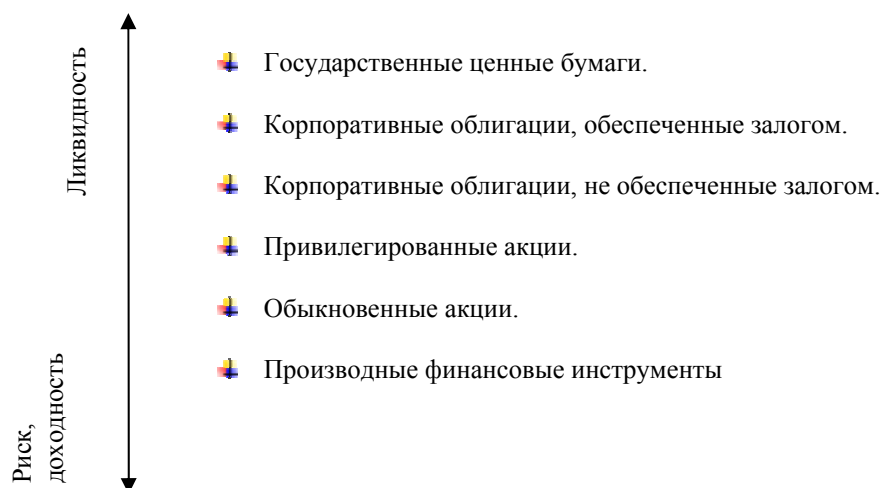 Ликвидность
Государственные ценные бумаги.
Корпоративные облигации, обеспеченные залогом.
Корпоративные облигации, не обеспеченные залогом.
Привилегированные акции.
Обыкновенные акции.
Производные финансовые инструменты
Риск,
доходность